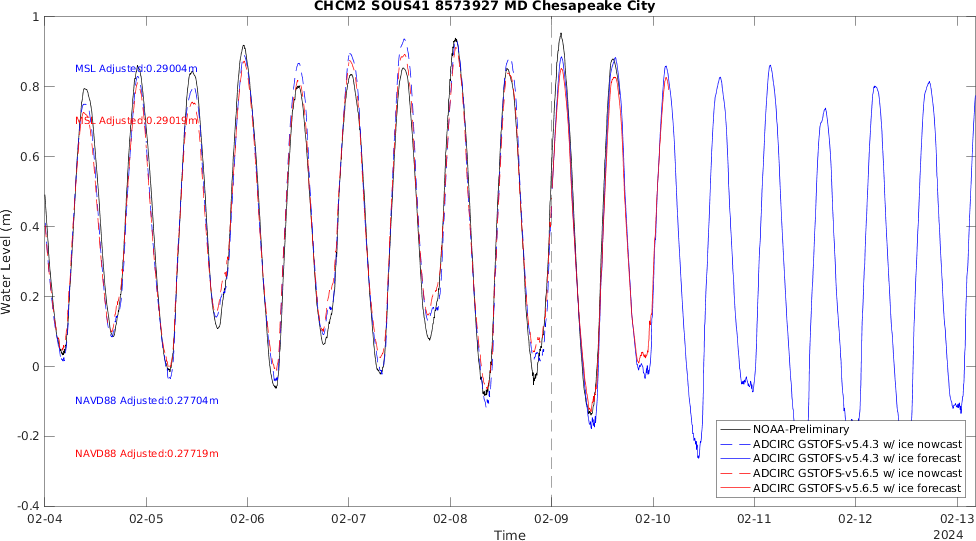 CHCM2 SOUS41 8573927 MD Chesapeake City
1
0.8
0.6
0.4
0.2
0
-0.2
-0.4
Water Level (m)
MSL Adjusted:0.29004m
MSL Adjusted:0.29019m
NAVD88 Adjusted:0.27704m
NAVD88 Adjusted:0.27719m
NOAA-Preliminary
ADCIRC GSTOFS-v5.4.3 w/ ice nowcast
ADCIRC GSTOFS-v5.4.3 w/ ice forecast
ADCIRC GSTOFS-v5.6.5 w/ ice nowcast
ADCIRC GSTOFS-v5.6.5 w/ ice forecast
02-04 02-05 02-06 02-07 02-08 02-09 02-10 02-11 02-12 02-13
Time 2024